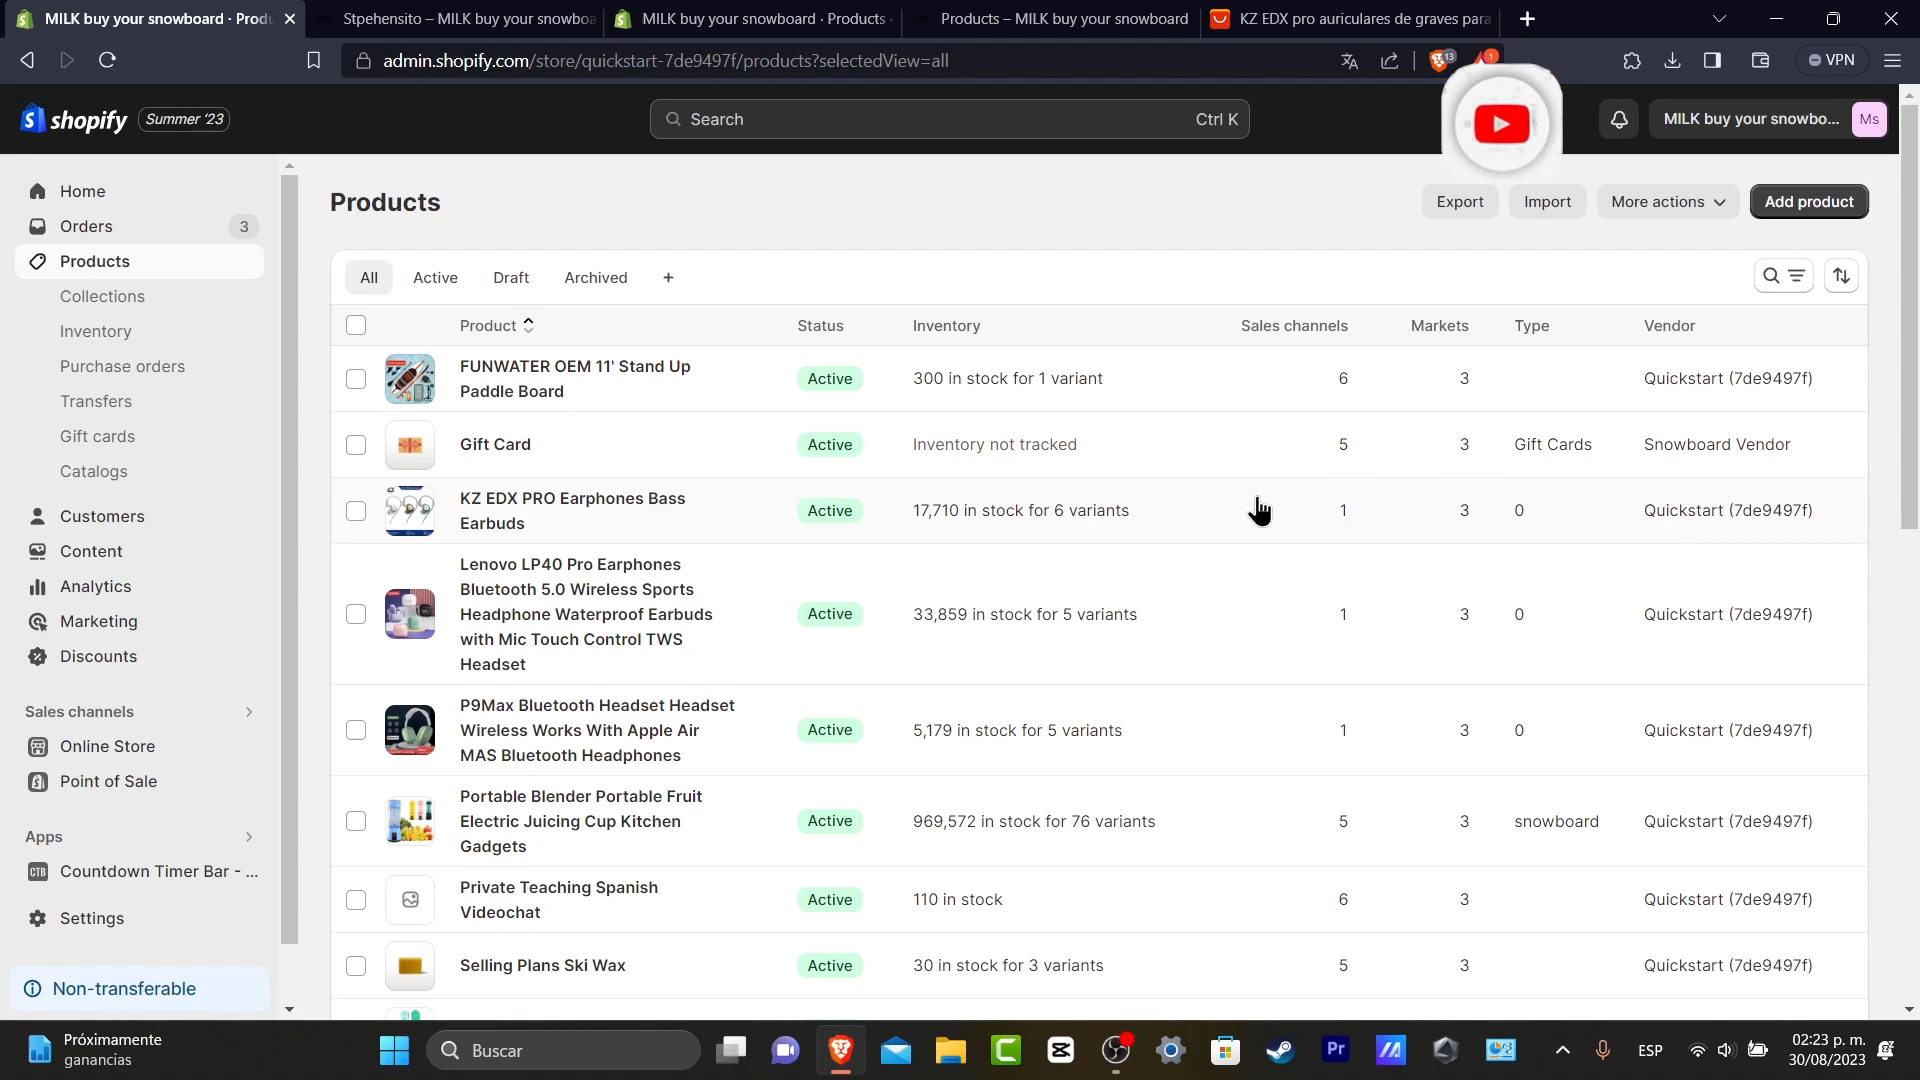 MILK buy your snowboard · Produ
Stpehensito – MILK buy your snowboa
MILK buy your snowboard · Products ·
Products – MILK buy your snowboard
KZ EDX pro auriculares de graves para
admin.shopify.com/store/quickstart-7de9497f/products?selectedView=all
13
1
VPN
shopify
Summer '23
Search
Ctrl K
MILK buy your snowbo...
Ms
Home
Orders
3
Products
Collections
Inventory
Purchase orders
Transfers
Gift cards
Catalogs
Customers
Content
Analytics
Marketing
Discounts
Sales channels
Online Store
Point of Sale
Apps
CTB
Countdown Timer Bar - ...
Settings
Non-transferable
Products
Export
Import
More actions
Add product
All
Active
Draft
Archived
+
Product
Status
Inventory
Sales channels
Markets
Type
Vendor
FUNWATER OEM 11' Stand Up
Paddle Board
Active
300 in stock for 1 variant
6
3
Quickstart (7de9497f)
Gift Card
Active
Inventory not tracked
5
3
Gift Cards
Snowboard Vendor
KZ EDX PRO Earphones Bass
Earbuds
Active
17,710 in stock for 6 variants
1
3
0
Quickstart (7de9497f)
Lenovo LP40 Pro Earphones
Bluetooth 5.0 Wireless Sports
Headphone Waterproof Earbuds
with Mic Touch Control TWS
Headset
Active
33,859 in stock for 5 variants
1
3
0
Quickstart (7de9497f)
P9Max Bluetooth Headset Headset
Wireless Works With Apple Air
MAS Bluetooth Headphones
Active
5,179 in stock for 5 variants
1
3
0
Quickstart (7de9497f)
Portable Blender Portable Fruit
Electric Juicing Cup Kitchen
Gadgets
Active
969,572 in stock for 76 variants
5
3
snowboard
Quickstart (7de9497f)
Private Teaching Spanish
Videochat
Active
110 in stock
6
3
Quickstart (7de9497f)
Selling Plans Ski Wax
Active
30 in stock for 3 variants
5
3
Quickstart (7de9497f)
Próximamente
ganancias
Buscar
Pr
ESP
02:23 p. m.
30/08/2023